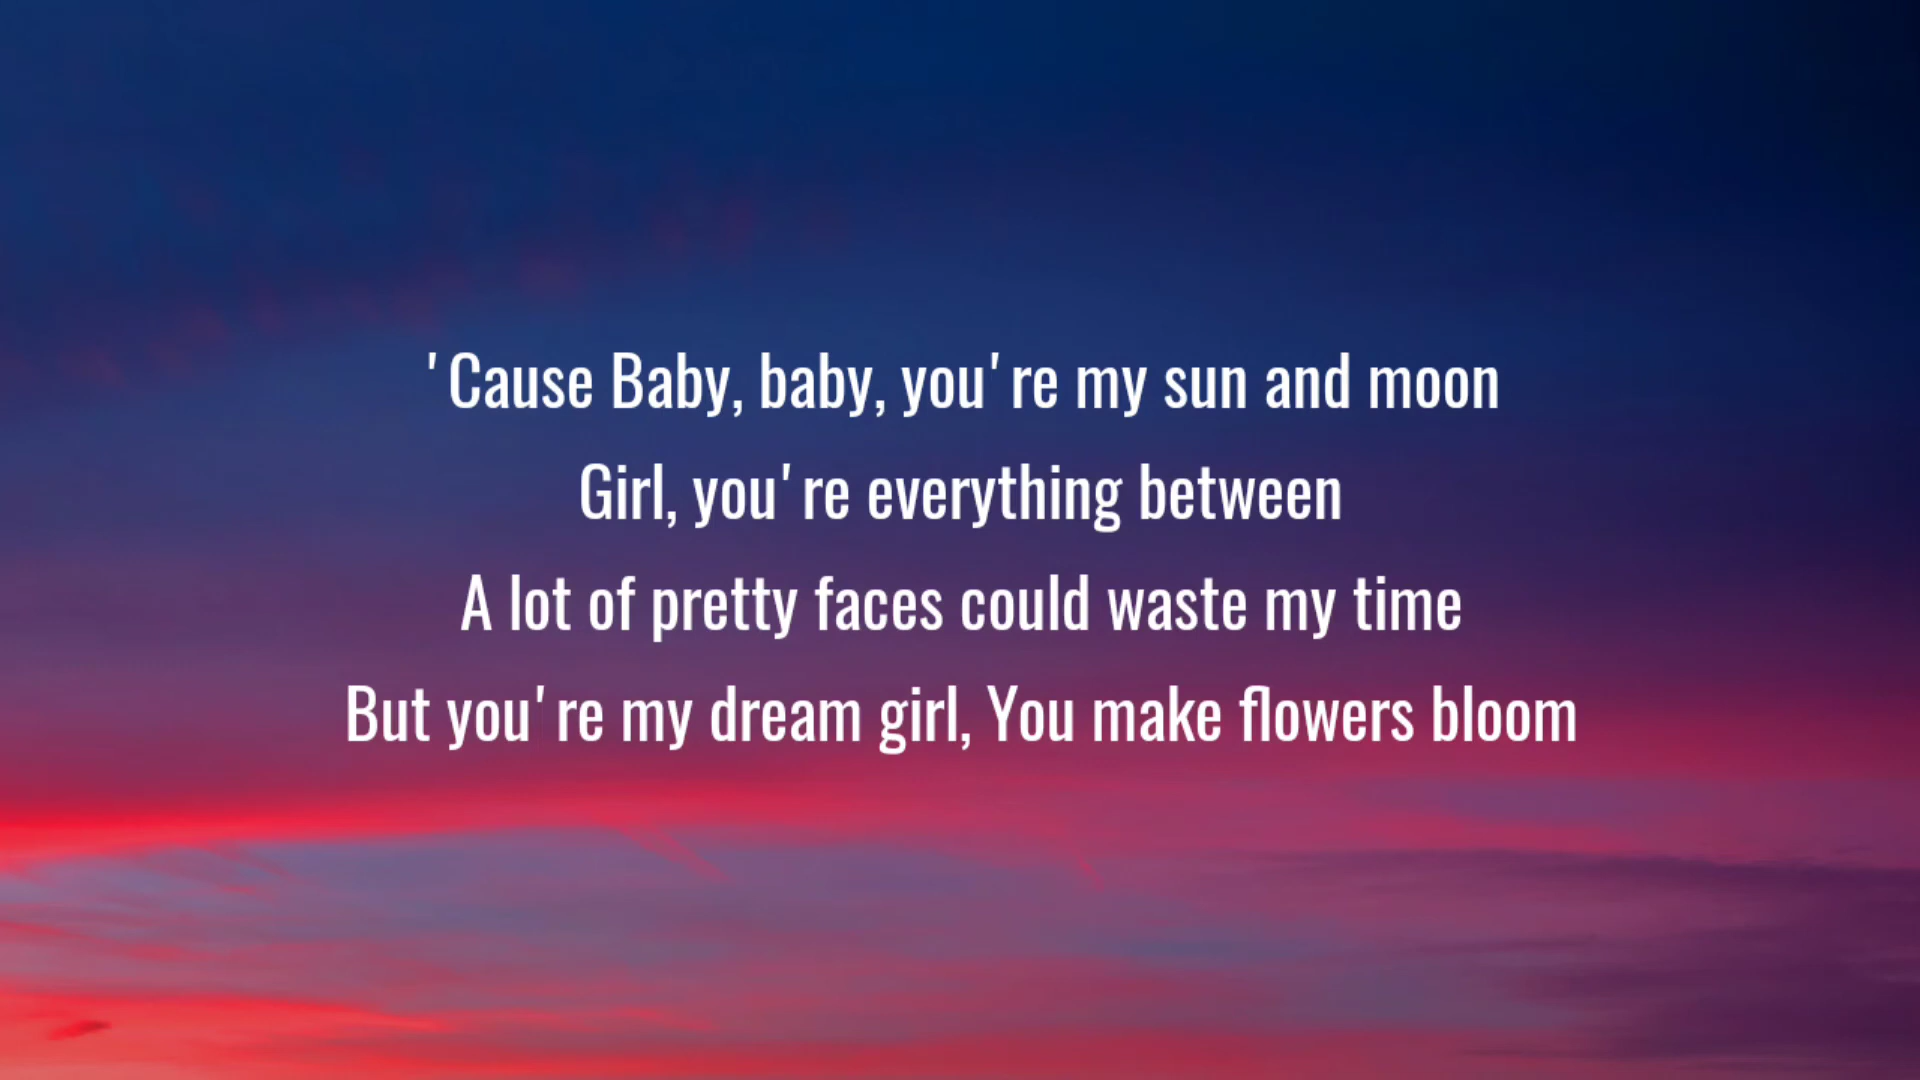 'Cause Baby, baby, you're my sun and moon
Girl, you're everything between
A lot of pretty faces could waste my time
But you're my dream girl, You make flowers bloom